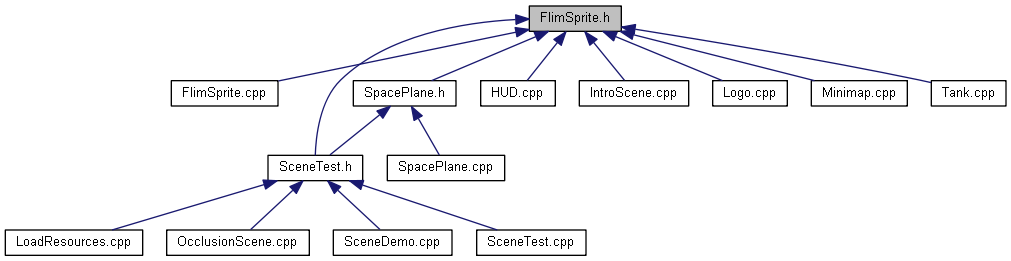 FlimSprite.h
FlimSprite.cpp
SpacePlane.h
HUD.cpp
IntroScene.cpp
Logo.cpp
Minimap.cpp
Tank.cpp
SceneTest.h
SpacePlane.cpp
LoadResources.cpp
OcclusionScene.cpp
SceneDemo.cpp
SceneTest.cpp